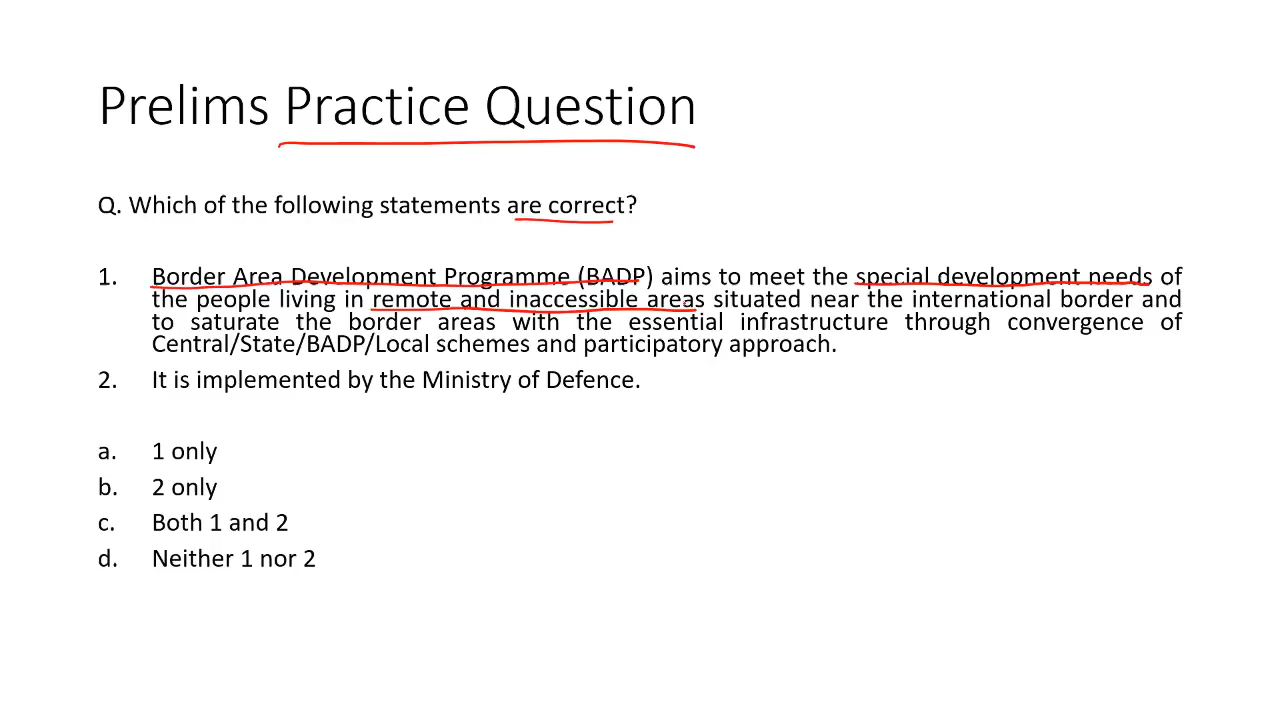 Prelims Practice Question
Q. Which of the following statements are correct?
1. Border Area Development Programme (BADP) aims to meet the special development needs of
the people living in remote and inaccessible areas situated near the international border and
to saturate the border areas with the essential infrastructure through convergence of
Central/State/BADP/Local schemes and participatory approach.
2. It is implemented by the Ministry of Defence.
a. 1 only
b. 2 only
c. Both 1 and 2
d. Neither 1 nor 2